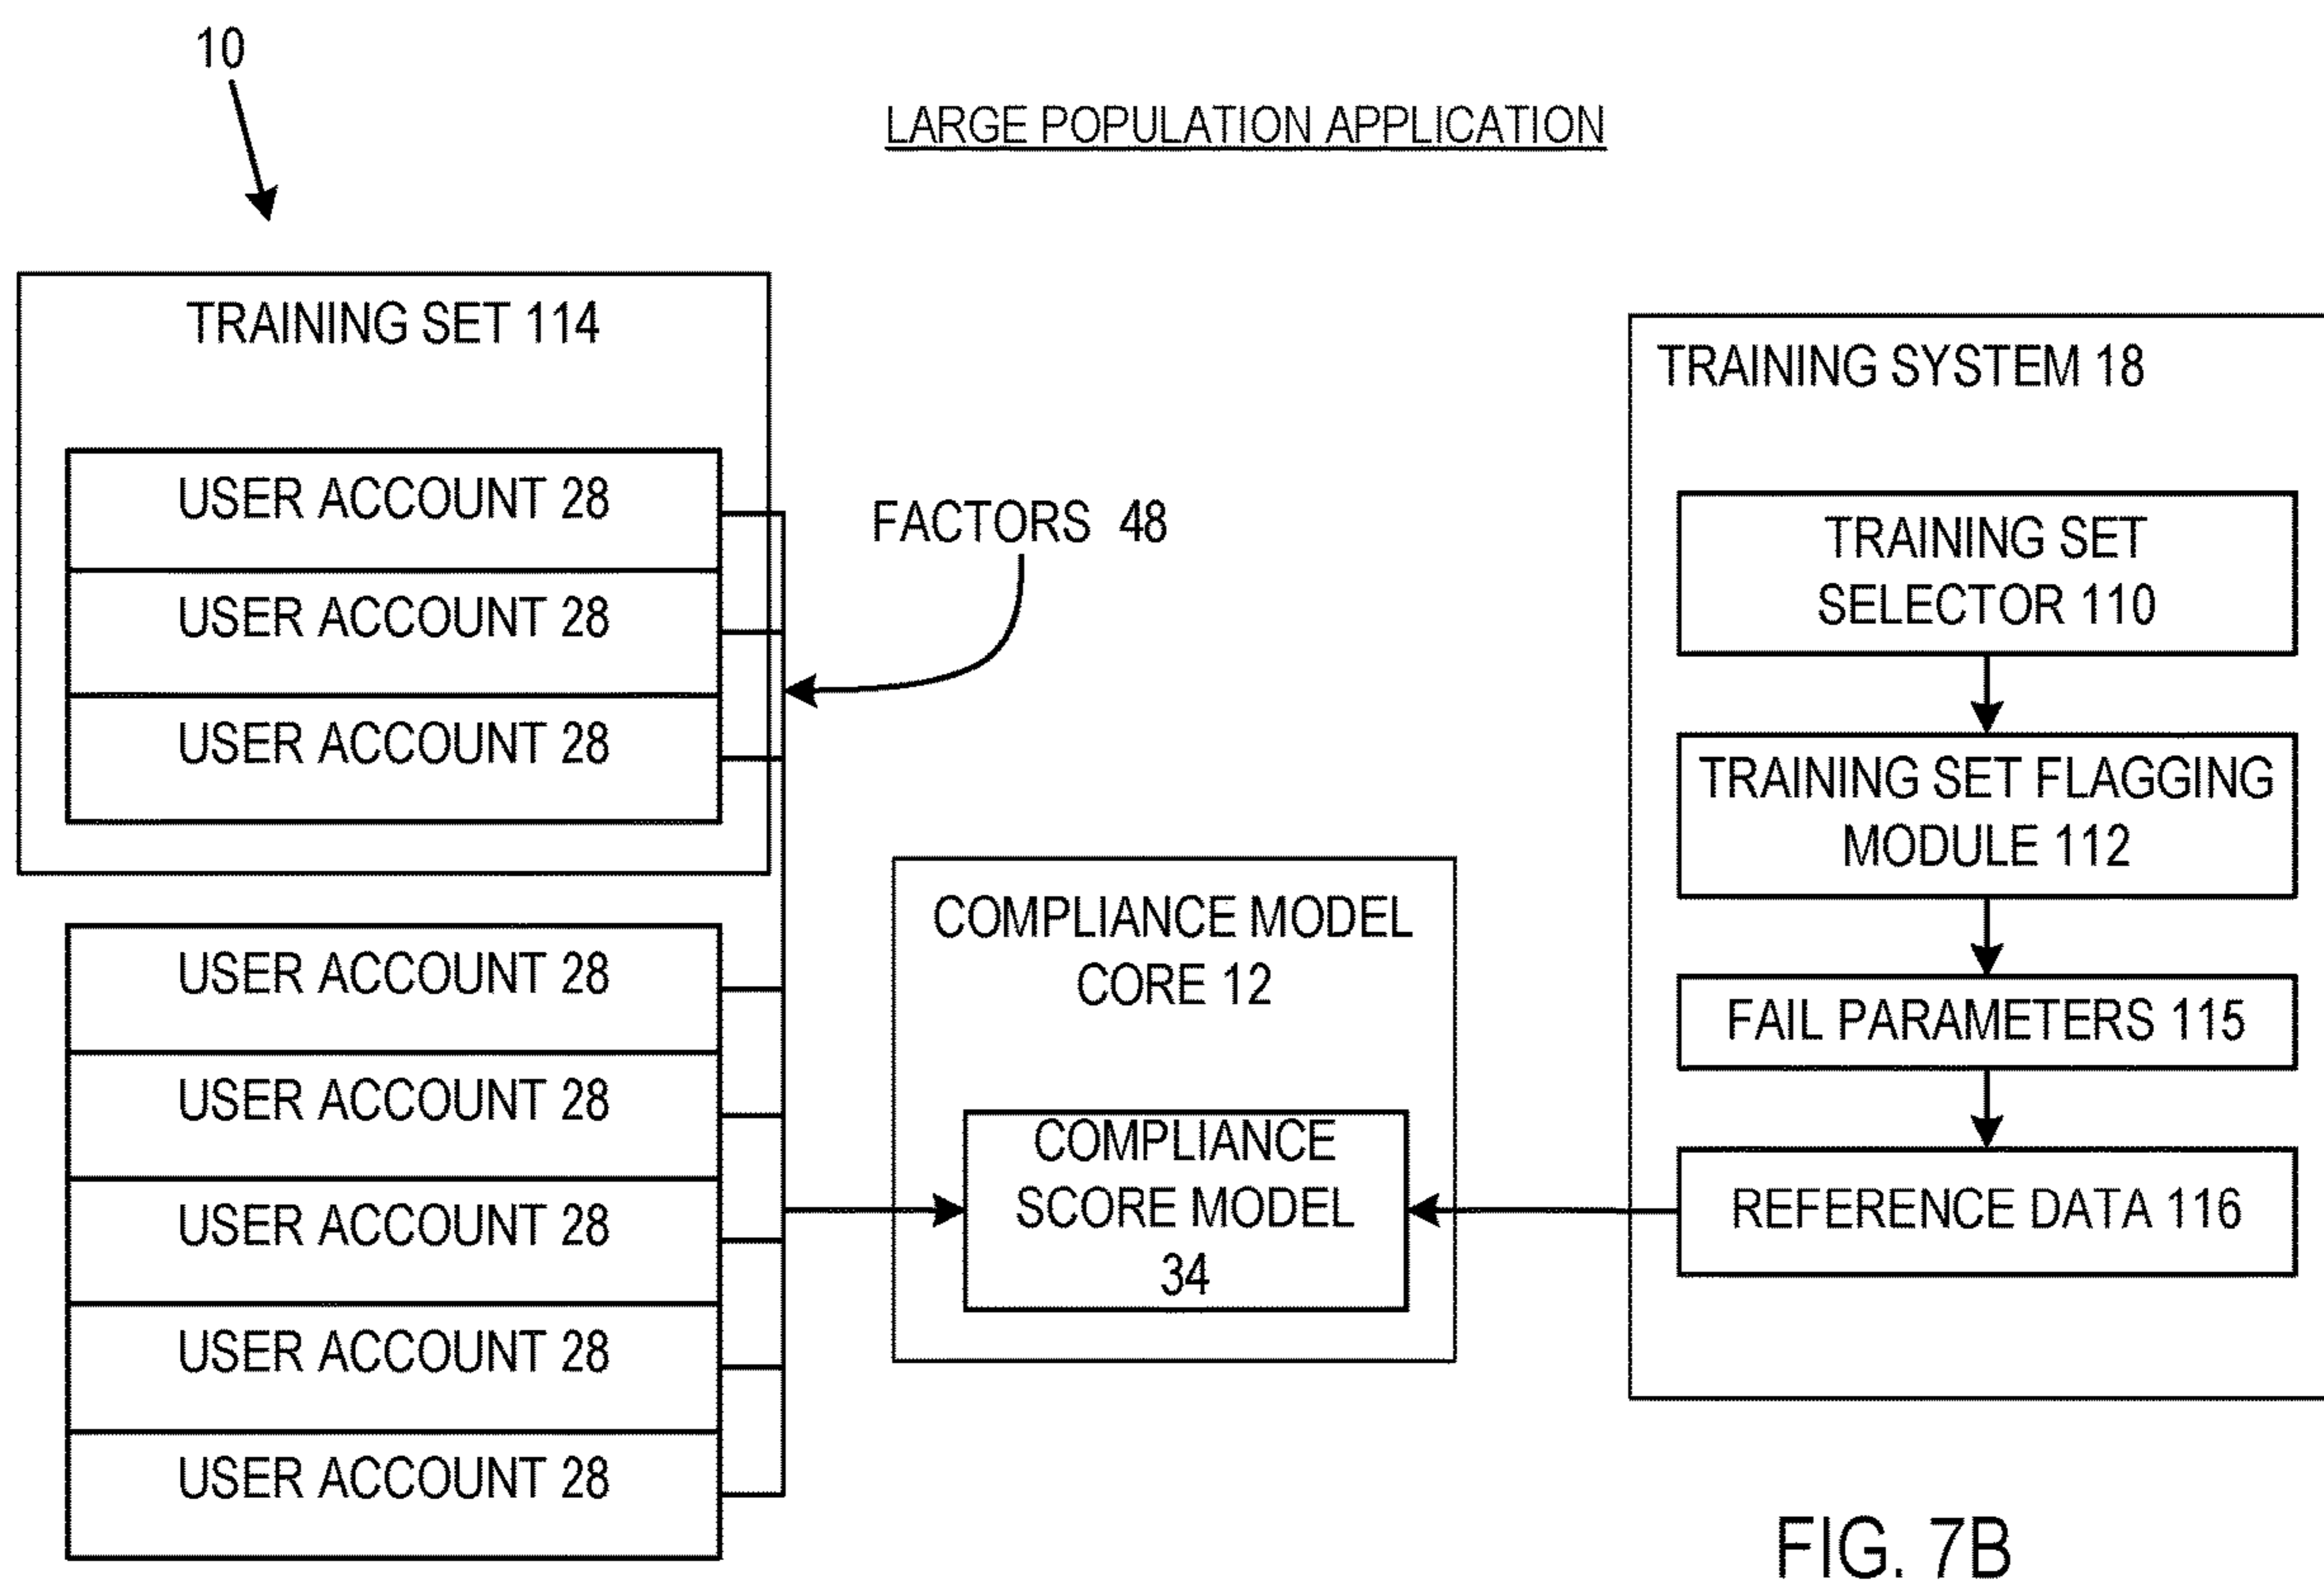 10
LARGE POPULATION APPLICATION
TRAINING SET 114
USER ACCOUNT 28
USER ACCOUNT 28
USER ACCOUNT 28
USER ACCOUNT 28
USER ACCOUNT 28
USER ACCOUNT 28
USER ACCOUNT 28
USER ACCOUNT 28
FACTORS 48
COMPLIANCE MODEL
CORE 12
COMPLIANCE
SCORE MODEL
34
TRAINING SYSTEM 18
TRAINING SET
SELECTOR 110
TRAINING SET FLAGGING
MODULE 112
FAIL PARAMETERS 115
REFERENCE DATA 116
FIG. 7B